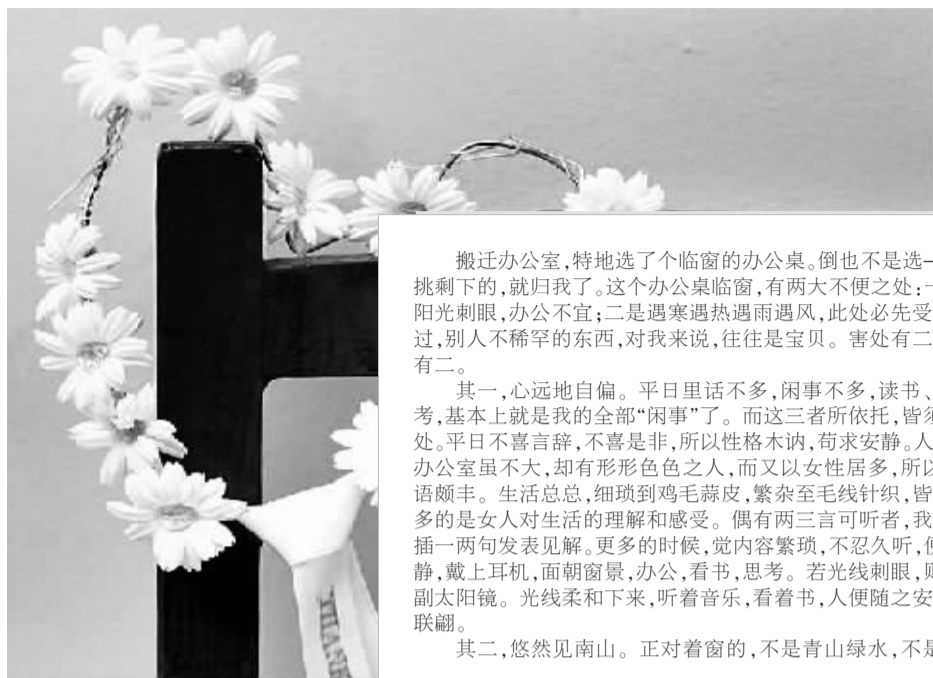 搬迁办公室,特地选了个临窗的办公桌。倒也不是选
挑剩下的,就归我了。这个办公桌临窗,有两大不便之处:
阳光刺眼,办公不宜;二是遇寒遇热遇雨遇风,此处必先受
过,别人不稀罕的东西,对我来说,往往是宝贝。害处有二
有二。
其一,心远地自偏。平日里话不多,闲事不多,读书、
考,基本上就是我的全部“闲事”了。而这三者所依托,皆
处。平日不喜言辞,不喜是非,所以性格木讷,苟求安静。人
办公室虽不大,却有形形色色之人,而又以女性居多,所以
语颇丰。生活总总,细琐到鸡毛蒜皮,繁杂至毛线针织,皆
多的是女人对生活的理解和感受。偶有两三言可听者,我
插一两句发表见解。更多的时候,觉内容繁琐,不忍久听,
静,戴上耳机,面朝窗景,办公,看书,思考。若光线刺眼,
副太阳镜。光线柔和下来,听着音乐,看着书,人便随之安
联翩。
其二,悠然见南山。正对着窗的,不是青山绿水,不是